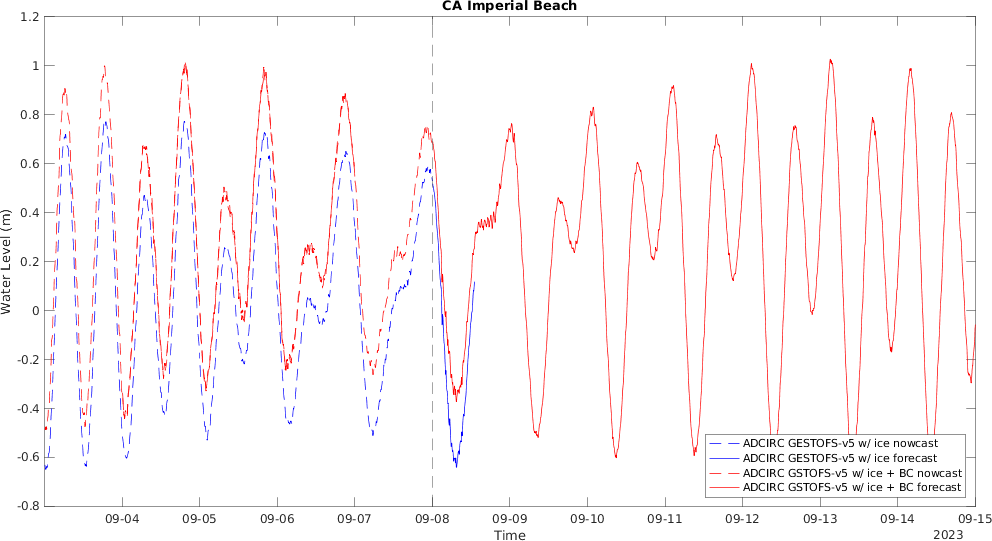 CA Imperial Beach
1.2
1
0.8
0.6
0.4
0.2
0
-0.2
-0.4
-0.6
-0.8
Water Level (m)
09-04 09-05 09-06 09-07 09-08 09-09 09-10 09-11 09-12 09-13 09-14 09-15
Time
2023
ADCIRC GESTOFS-v5 w/ ice nowcast
ADCIRC GESTOFS-v5 w/ ice forecast
ADCIRC GSTOFS-v5 w/ ice + BC nowcast
ADCIRC GSTOFS-v5 w/ ice + BC forecast